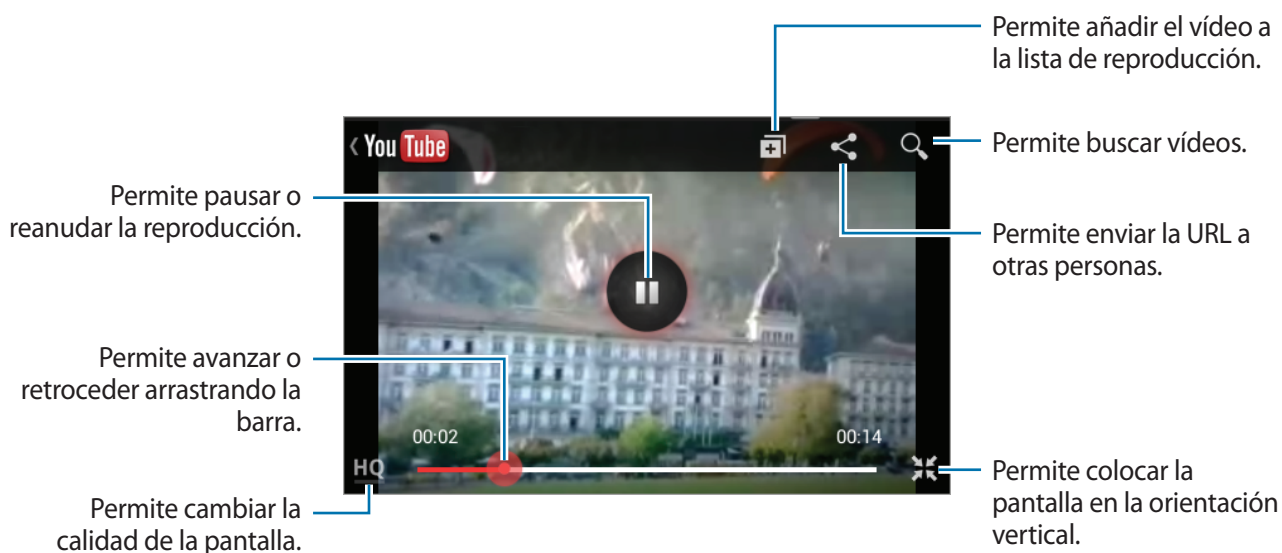 Permite añadir el vídeo a
la lista de reproducción.
You Tube
Permite buscar vídeos.
Permite pausar o
reanudar la reproducción.
Permite enviar la URL a
otras personas.
Permite avanzar o
retroceder arrastrando la
barra.
00:02
00:14
HQ
Permite colocar la
pantalla en la orientación
vertical.
Permite cambiar la
calidad de la pantalla.